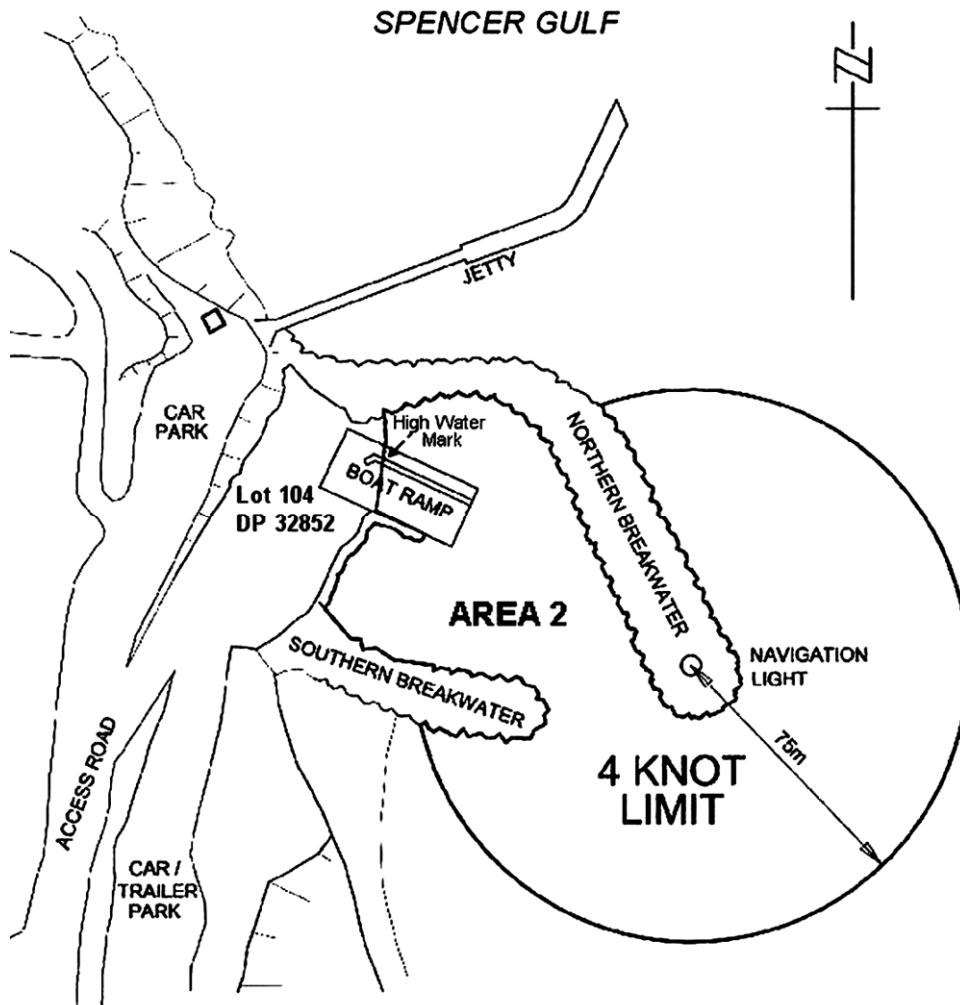 SPENCER GULF
N
JETTY
CAR
PARK
High Water
Mark
BOAT RAMP
Lot 104
DP 32852
NORTHERN BREAKWATER
AREA 2
SOUTHERN BREAKWATER
NAVIGATION
LIGHT
75m
4 KNOT
LIMIT
ACCESS ROAD
CAR /
TRAILER
PARK